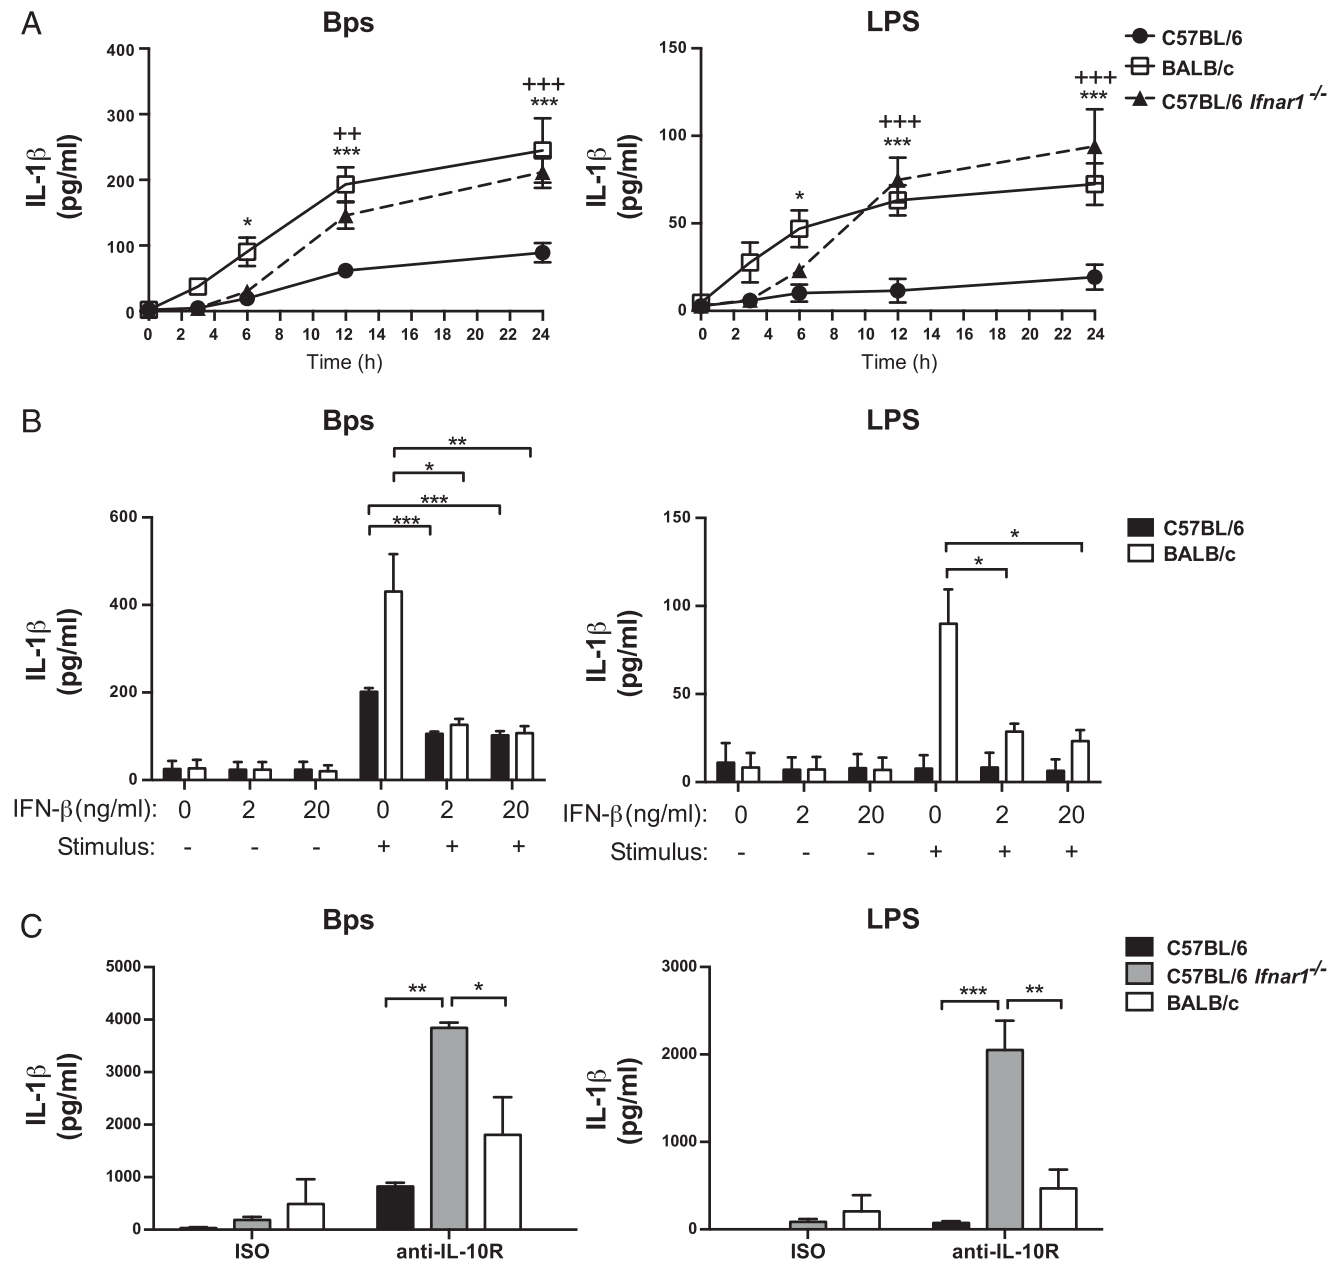 A
Bps
LPS
C57BL/6
BALB/c
C57BL/6 Ifnar1-/-
IL-1β
(pg/ml)
400
300
200
100
0
*
++
***
+++
***
0 2 4 6 8 10 12 14 16 18 20 22 24
Time (h)
IL-1β
(pg/ml)
150
100
50
0
*
+++
***
+++
***
0 2 4 6 8 10 12 14 16 18 20 22 24
Time (h)
B
Bps
LPS
C57BL/6
BALB/c
IL-1β
(pg/ml)
600
400
200
0
**
*
***
***
IFN-β(ng/ml): 0 2 20 0 2 20
Stimulus: - - - + + +
IL-1β
(pg/ml)
150
100
50
0
*
*
IFN-β(ng/ml): 0 2 20 0 2 20
Stimulus: - - - + + +
C
Bps
LPS
C57BL/6
C57BL/6 Ifnar1-/-
BALB/c
IL-1β
(pg/ml)
5000
4000
3000
2000
1000
0
** *
ISO anti-IL-10R
IL-1β
(pg/ml)
3000
2000
1000
0
*** **
ISO anti-IL-10R